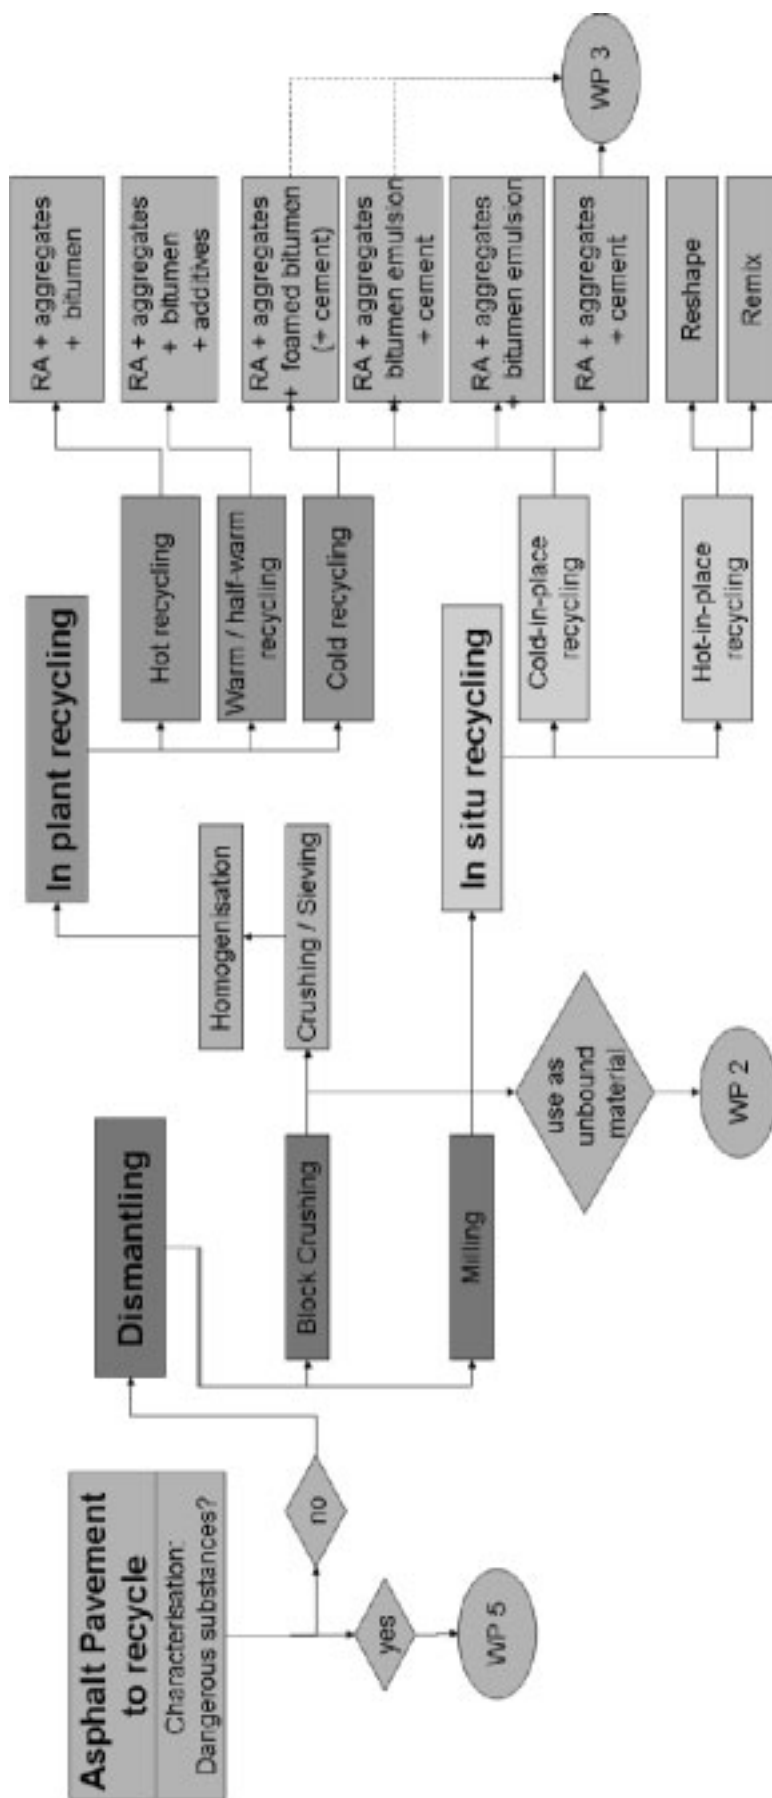 Asphalt Pavement
to recycle
Characterisation:
Dangerous substances?
no
yes
WP 5
Dismantling
Block Crushing
Milling
use as
unbound
material
WP 2
Homogenisation
Crushing / Sieving
In plant recycling
Hot recycling
Warm / half-warm
recycling
Cold recycling
In situ recycling
Cold-in-place
recycling
Hot-in-place
recycling
RA + aggregates
+ bitumen
RA + aggregates
+ bitumen
+ additives
RA + aggregates
+ foamed bitumen
(+ cement)
RA + aggregates
+ bitumen emulsion
+ cement
RA + aggregates
+ bitumen emulsion
RA + aggregates
+ cement
Reshape
Remix
WP 3